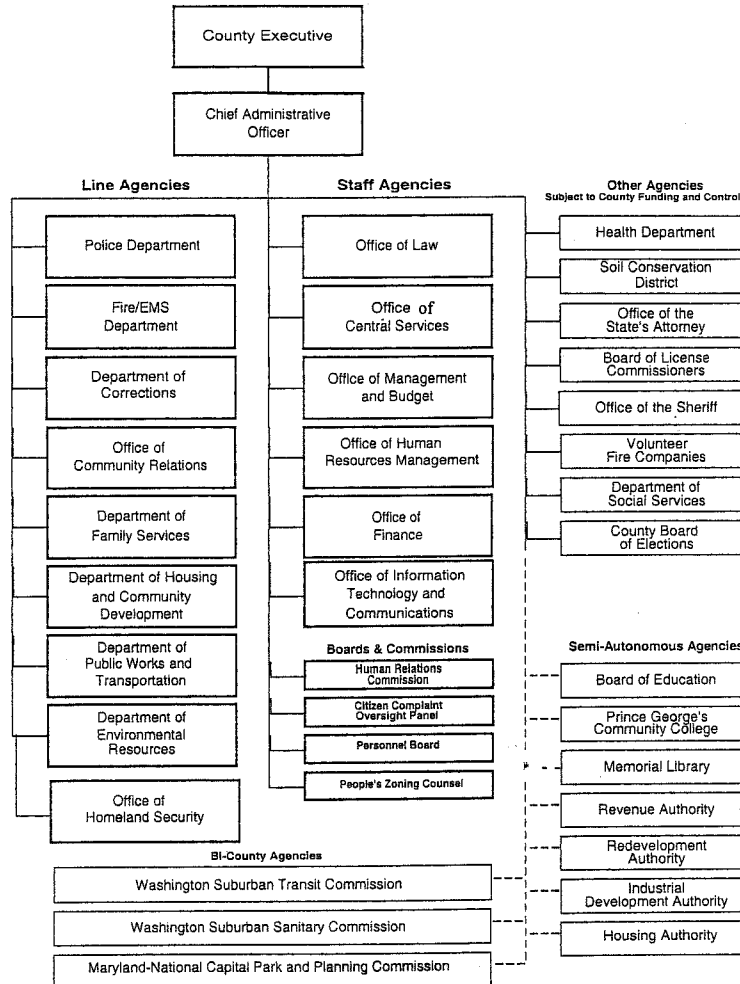 County Executive
Chief Administrative
Officer
Line Agencies
Police Department
Fire/EMS
Department
Department of
Corrections
Office of
Community Relations
Department of
Family Services
Department of Housing
and Community
Development
Department of
Public Works and
Transportation
Department of
Environmental
Resources
Office of
Homeland Security
Staff Agencies
Office of Law
Office of
Central Services
Office of Management
and Budget
Office of Human
Resources Management
Office of
Finance
Office of Information
Technology and
Communications
Boards & Commissions
Human Relations
Commission
Citizen Complaint
Oversight Panel
Personnel Board
People's Zoning Counsel
Other Agencies
Subject to County Funding and Control
Health Department
Soil Conservation
District
Office of the
State's Attorney
Board of License
Commissioners
Office of the Sheriff
Volunteer
Fire Companies
Department of
Social Services
County Board
of Elections
Semi-Autonomous Agencies
Board of Education
Prince George's
Community College
Memorial Library
Revenue Authority
Redevelopment
Authority
Industrial
Development Authority
Housing Authority
Bi-County Agencies
Washington Suburban Transit Commission
Washington Suburban Sanitary Commission
Maryland-National Capital Park and Planning Commission